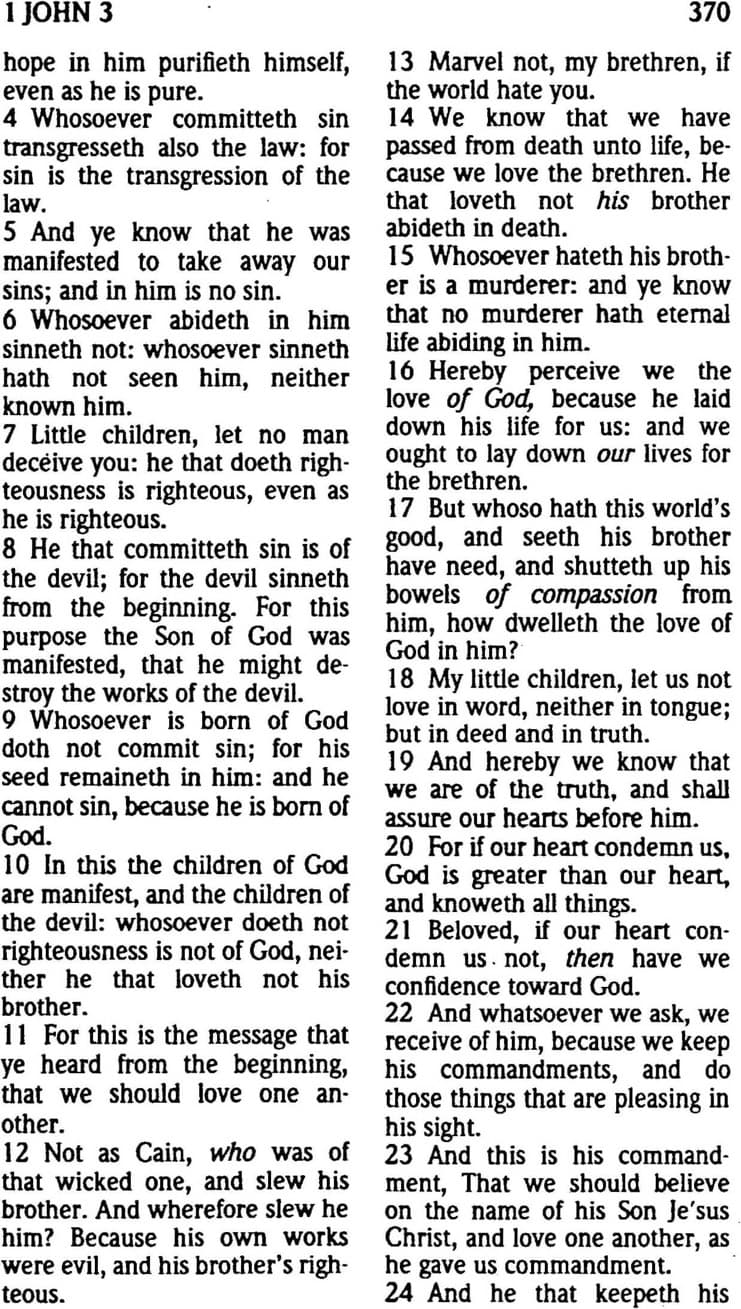 1 JOHN 3
370
hope in him purifieth himself,
even as he is pure.
4 Whosoever committeth sin
transgresseth also the law: for
sin is the transgression of the
law.
5 And ye know that he was
manifested to take away our
sins; and in him is no sin.
6 Whosoever abideth in him
sinneth not: whosoever sinneth
hath not seen him, neither
known him.
7 Little children, let no man
deceive you: he that doeth righ-
teousness is righteous, even as
he is righteous.
8 He that committeth sin is of
the devil; for the devil sinneth
from the beginning. For this
purpose the Son of God was
manifested, that he might de-
stroy the works of the devil.
9 Whosoever is born of God
doth not commit sin; for his
seed remaineth in him: and he
cannot sin, because he is born of
God.
10 In this the children of God
are manifest, and the children of
the devil: whosoever doeth not
righteousness is not of God, nei-
ther he that loveth not his
brother.
11 For this is the message that
ye heard from the beginning,
that we should love one an-
other.
12 Not as Cain, who was of
that wicked one, and slew his
brother. And wherefore slew he
him? Because his own works
were evil, and his brother's righ-
teous.
13 Marvel not, my brethren, if
the world hate you.
14 We know that we have
passed from death unto life, be-
cause we love the brethren. He
that loveth not his brother
abideth in death.
15 Whosoever hateth his broth-
er is a murderer: and ye know
that no murderer hath eternal
life abiding in him.
16 Hereby perceive we the
love of God, because he laid
down his life for us: and we
ought to lay down our lives for
the brethren.
17 But whoso hath this world's
good, and seeth his brother
have need, and shutteth up his
bowels of compassion from
him, how dwelleth the love of
God in him?
18 My little children, let us not
love in word, neither in tongue;
but in deed and in truth.
19 And hereby we know that
we are of the truth, and shall
assure our hearts before him.
20 For if our heart condemn us,
God is greater than our heart,
and knoweth all things.
21 Beloved, if our heart con-
demn us not, then have we
confidence toward God.
22 And whatsoever we ask, we
receive of him, because we keep
his commandments, and do
those things that are pleasing in
his sight.
23 And this is his command-
ment, That we should believe
on the name of his Son Je'sus
Christ, and love one another, as
he gave us commandment.
24 And he that keepeth his